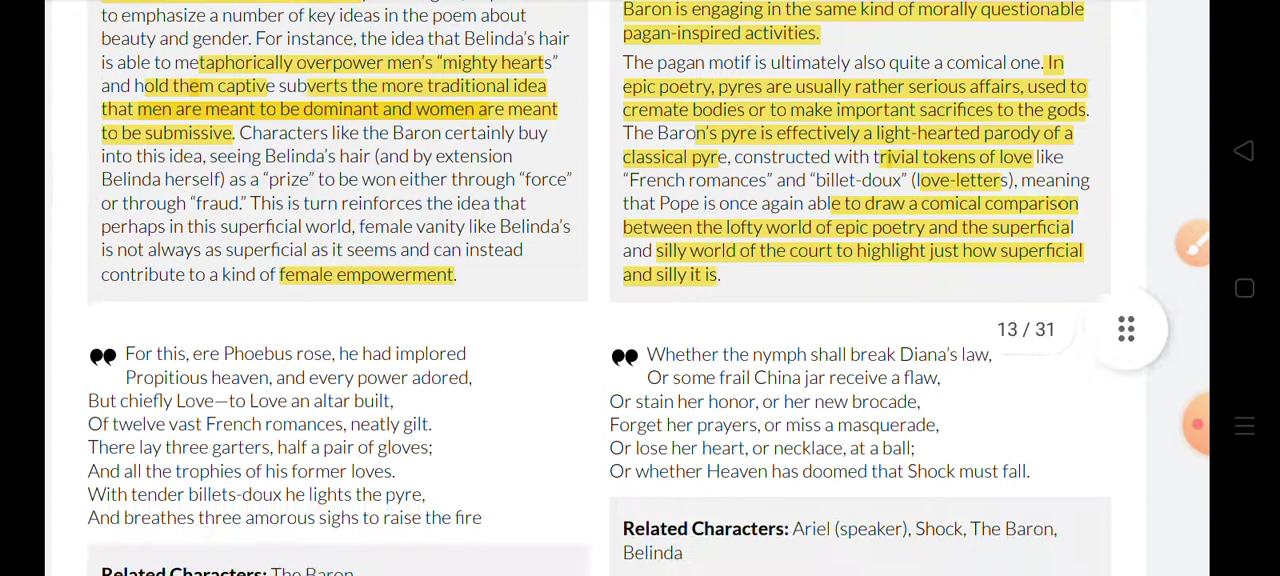 to emphasize a number of key ideas in the poem about
beauty and gender. For instance, the idea that Belinda’s hair
is able to metaphorically overpower men’s “mighty hearts”
and hold them captive subverts the more traditional idea
that men are meant to be dominant and women are meant
to be submissive. Characters like the Baron certainly buy
into this idea, seeing Belinda’s hair (and by extension
Belinda herself) as a “prize” to be won either through “force”
or through “fraud.” This is turn reinforces the idea that
perhaps in this superficial world, female vanity like Belinda’s
is not always as superficial as it seems and can instead
contribute to a kind of female empowerment.
For this, ere Phoebus rose, he had implored
Propitious heaven, and every power adored,
But chiefly Love—to Love an altar built,
Of twelve vast French romances, neatly gilt.
There lay three garters, half a pair of gloves;
And all the trophies of his former loves.
With tender billets-doux he lights the pyre,
And breathes three amorous sighs to raise the fire
Related Characters: The Baron
Baron is engaging in the same kind of morally questionable
pagan-inspired activities.
The pagan motif is ultimately also quite a comical one. In
epic poetry, pyres are usually rather serious affairs, used to
cremate bodies or to make important sacrifices to the gods.
The Baron’s pyre is effectively a light-hearted parody of a
classical pyre, constructed with trivial tokens of love like
“French romances” and “billet-doux” (love-letters), meaning
that Pope is once again able to draw a comical comparison
between the lofty world of epic poetry and the superficial
and silly world of the court to highlight just how superficial
and silly it is.
13 / 31
Whether the nymph shall break Diana’s law,
Or some frail China jar receive a flaw,
Or stain her honor, or her new brocade,
Forget her prayers, or miss a masquerade,
Or lose her heart, or necklace, at a ball;
Or whether Heaven has doomed that Shock must fall.
Related Characters: Ariel (speaker), Shock, The Baron,
Belinda